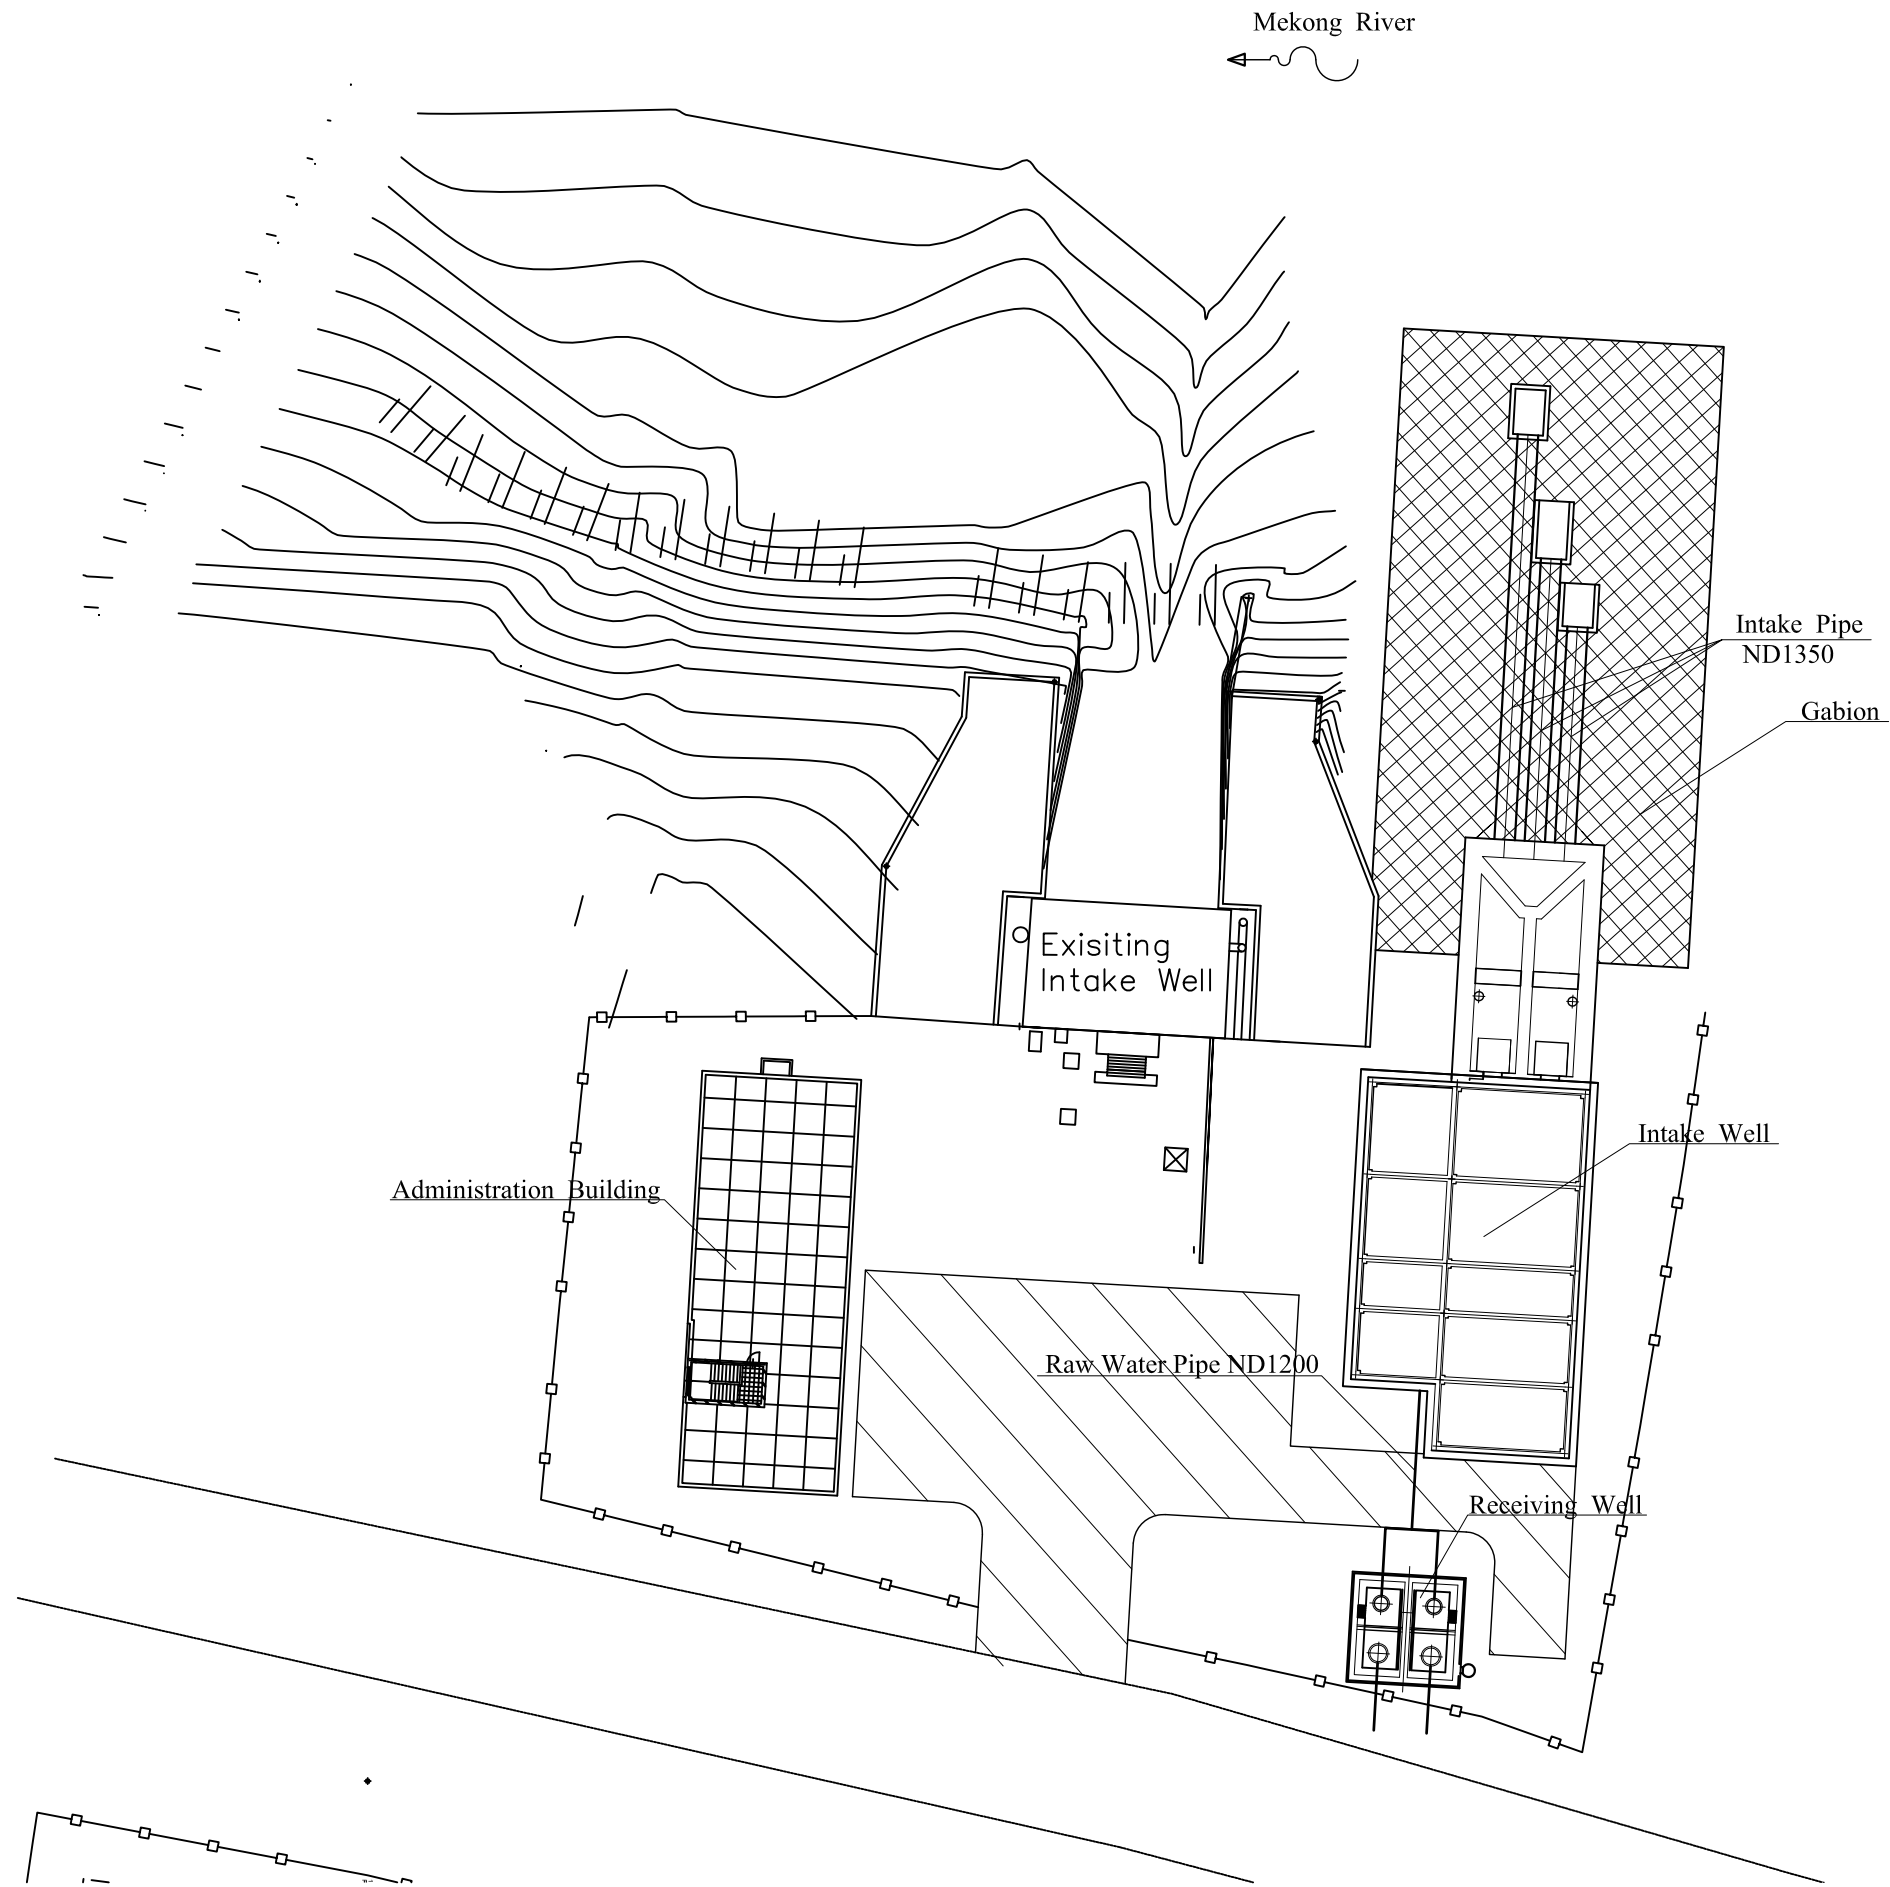 Mekong River
Intake Pipe
ND1350
Gabion
Exisiting
Intake Well
Intake Well
Administration Building
Raw Water Pipe ND1200
Receiving Well